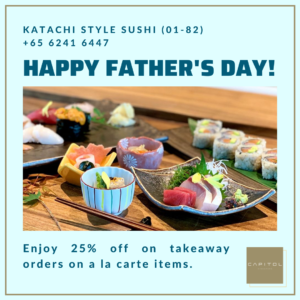 KATACHI STYLE SUSHI (01-82)
+65 6241 6447
HAPPY FATHER'S DAY!
Enjoy 25% off on takeaway
orders on a la carte items.
CAPITOL